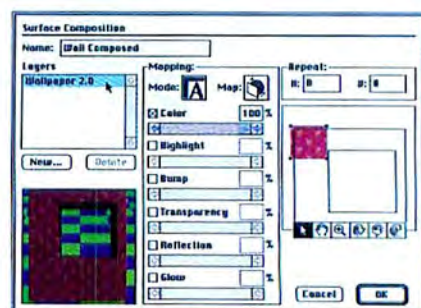 Surface Composition
Name: Wall Composed
Layers
Wallpaper 2.0
New...
Delete
Mapping:
Mode: A Map:
Color 100 %
Highlight %
Bump %
Transparency %
Reflection %
Glow %
Repeat:
Cancel
OK